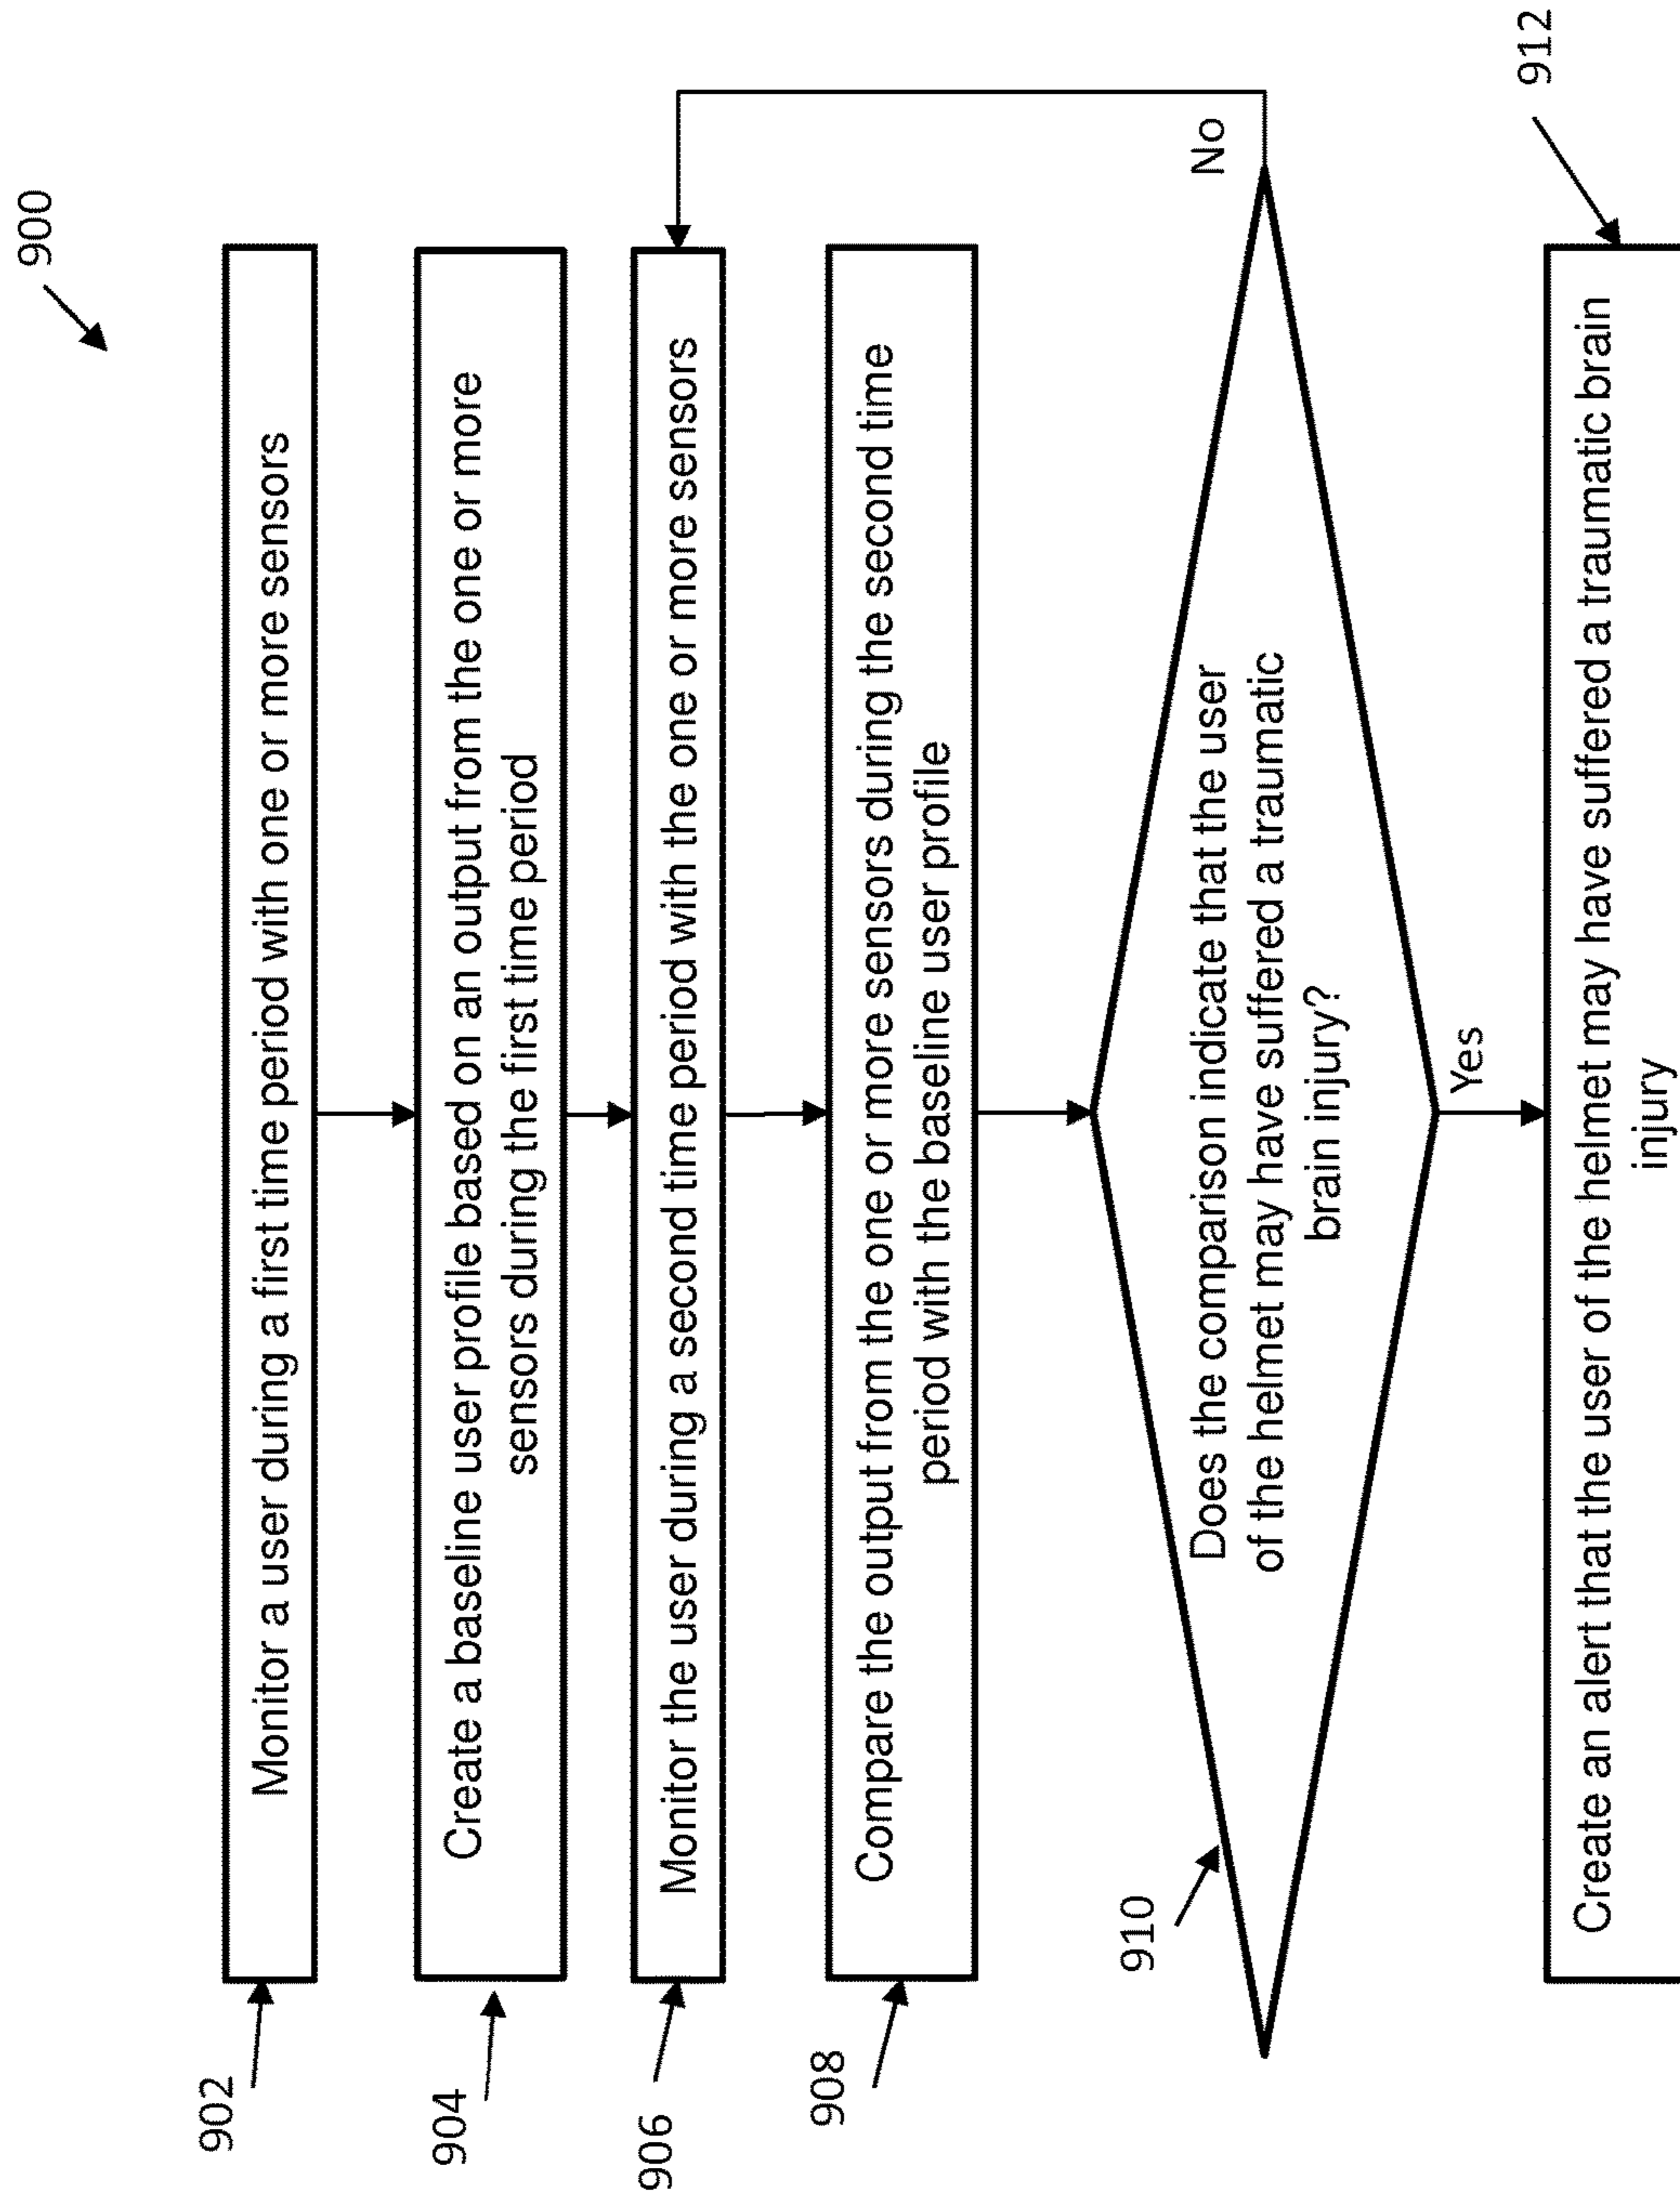 900
902
Monitor a user during a first time period with one or more sensors
904
Create a baseline user profile based on an output from the one or more
sensors during the first time period
906
Monitor the user during a second time period with the one or more sensors
908
Compare the output from the one or more sensors during the second time
period with the baseline user profile
910
Does the comparison indicate that the user
of the helmet may have suffered a traumatic
brain injury?
No
Yes
912
Create an alert that the user of the helmet may have suffered a traumatic brain
injury